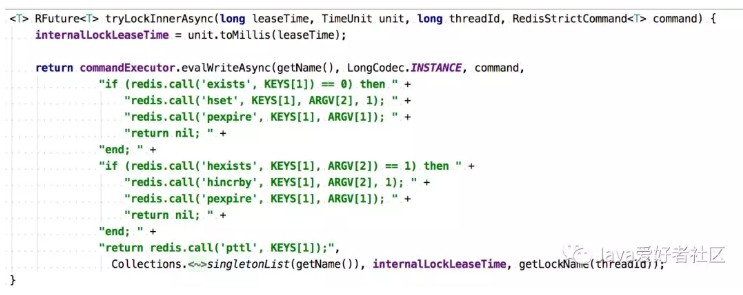 <T> RFuture<T> tryLockInnerAsync(long leaseTime, TimeUnit unit, long threadId, RedisStrictCommand<T> command) {
internalLockLeaseTime = unit.toMillis(leaseTime);
return commandExecutor.evalWriteAsync(getName(), LongCodec.INSTANCE, command,
"if (redis.call('exists', KEYS[1]) == 0) then " +
"redis.call('hset', KEYS[1], ARGV[2], 1); " +
"redis.call('pexpire', KEYS[1], ARGV[1]); " +
"return nil; " +
"end; " +
"if (redis.call('hexists', KEYS[1], ARGV[2]) == 1) then " +
"redis.call('hincrby', KEYS[1], ARGV[2], 1); " +
"redis.call('pexpire', KEYS[1], ARGV[1]); " +
"return nil; " +
"end; " +
"return redis.call('pttl', KEYS[1]);",
Collections.<~>singletonList(getName()), internalLockLeaseTime, getLockName(threadId));
}
Java爱好者社区